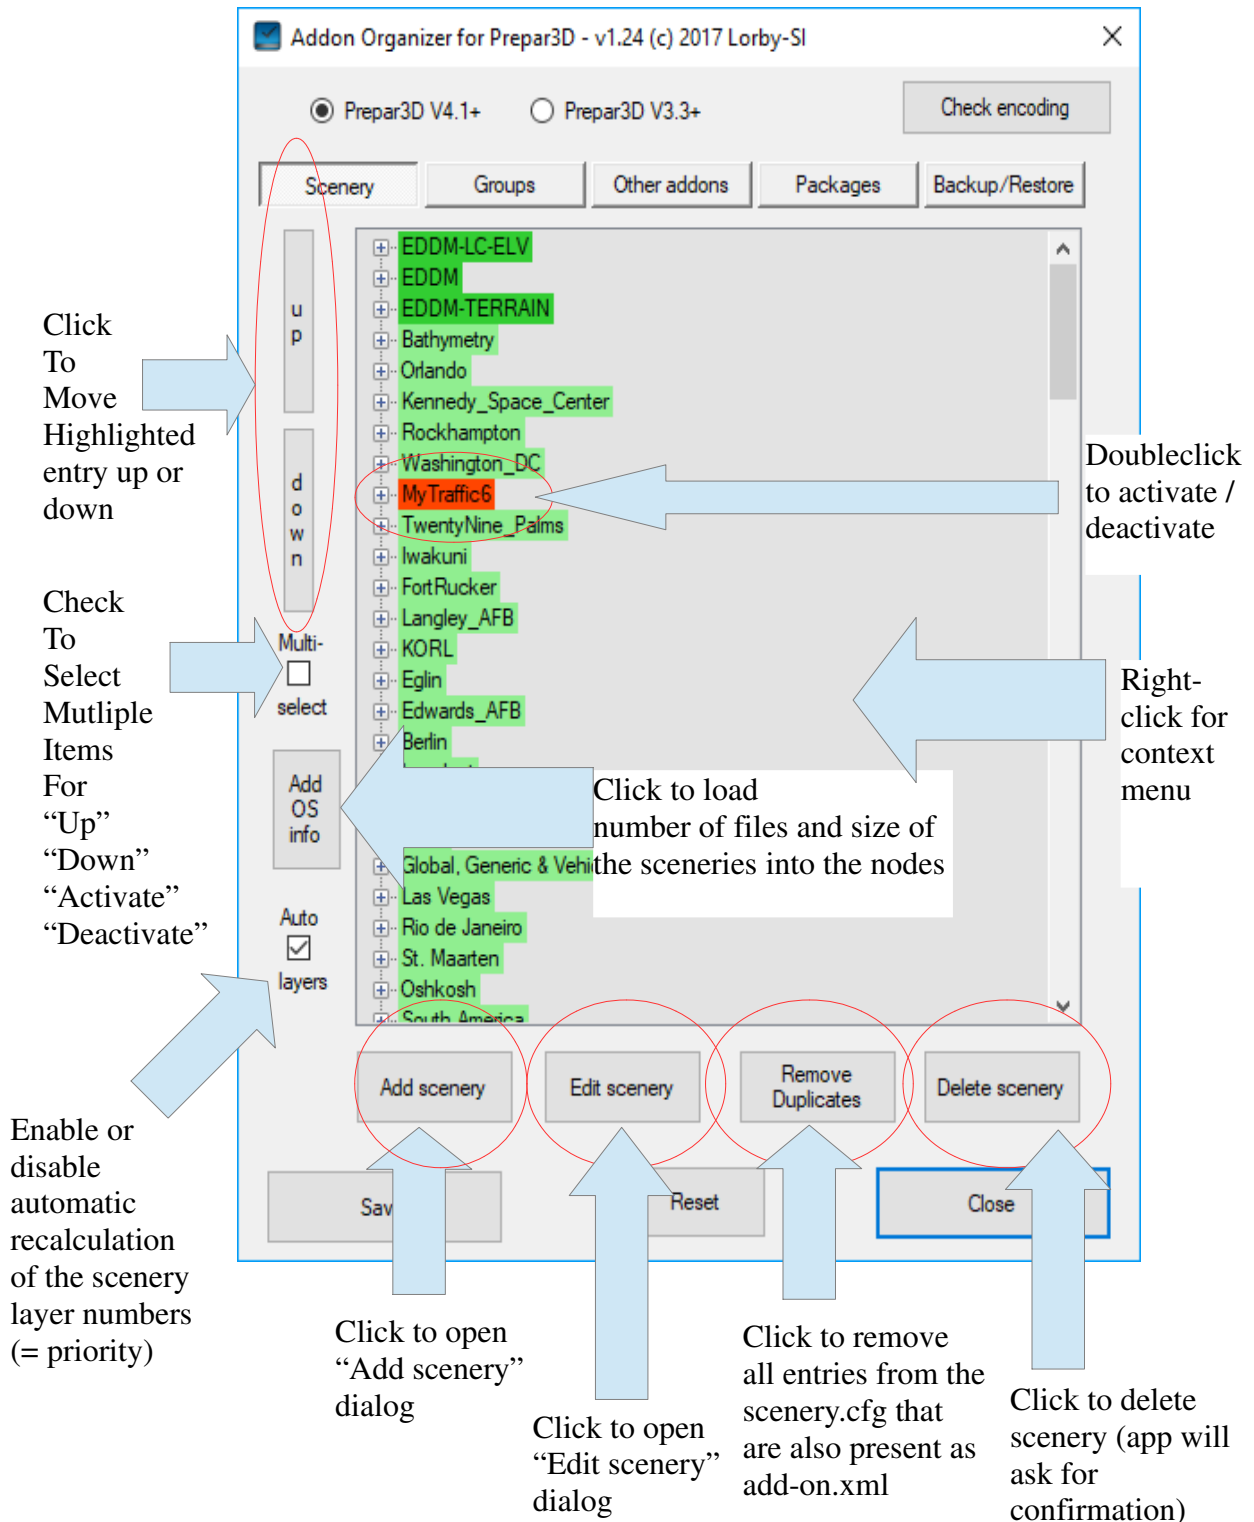 Addon Organizer for Prepar3D - v1.24 (c) 2017 Lorby-SI
Prepar3D V4.1+
Prepar3D V3.3+
Check encoding
Scenery
Groups
Other addons
Packages
Backup/Restore
up
down
Multi-
select
Add
OS
info
Auto
layers
EDDM-LC-ELV
EDDM
EDDM-TERRAIN
Bathymetry
Orlando
Kennedy_Space_Center
Rockhampton
Washington_DC
MyTraffic6
TwentyNine_Palms
Iwakuni
FortRucker
Langley_AFB
KORL
Eglin
Edwards_AFB
Berlin
Global, Generic & Vehi
Las Vegas
Rio de Janeiro
St. Maarten
Oshkosh
South America
Add scenery
Edit scenery
Remove
Duplicates
Delete scenery
Sav
Reset
Close
Click
To
Move
Highlighted
entry up or
down
Check
To
Select
Mutliple
Items
For
“Up”
“Down”
“Activate”
“Deactivate”
Enable or
disable
automatic
recalculation
of the scenery
layer numbers
(= priority)
Doubleclick
to activate /
deactivate
Right-
click for
context
menu
Click to load
number of files and size of
the sceneries into the nodes
Click to open
“Add scenery”
dialog
Click to open
“Edit scenery”
dialog
Click to remove
all entries from the
scenery.cfg that
are also present as
add-on.xml
Click to delete
scenery (app will
ask for
confirmation)